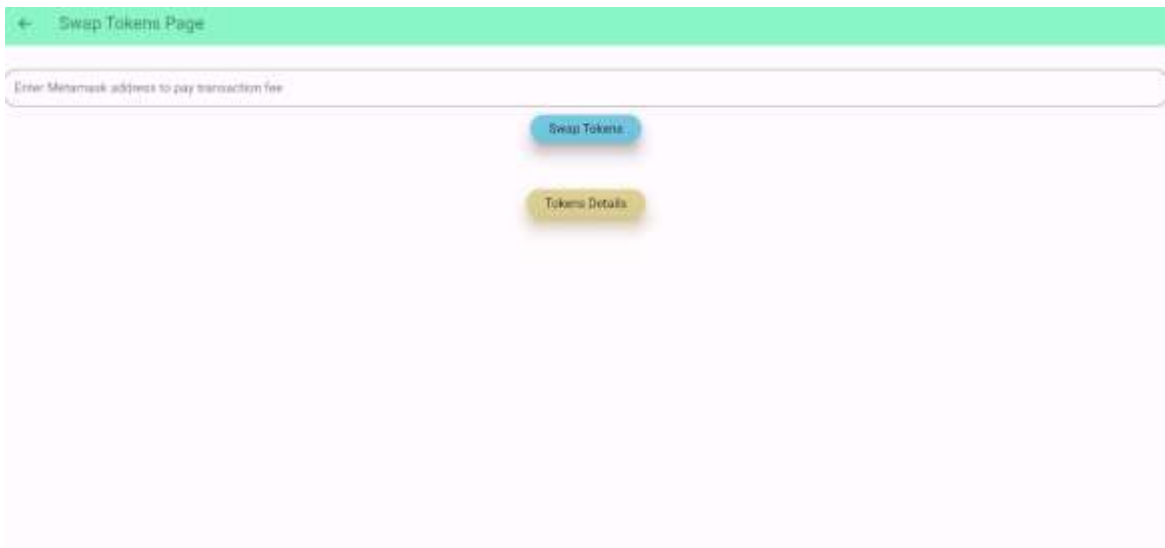 Swap Tokens Page
Enter Metamask address to pay transaction fee
Swap Tokens
Tokens Details